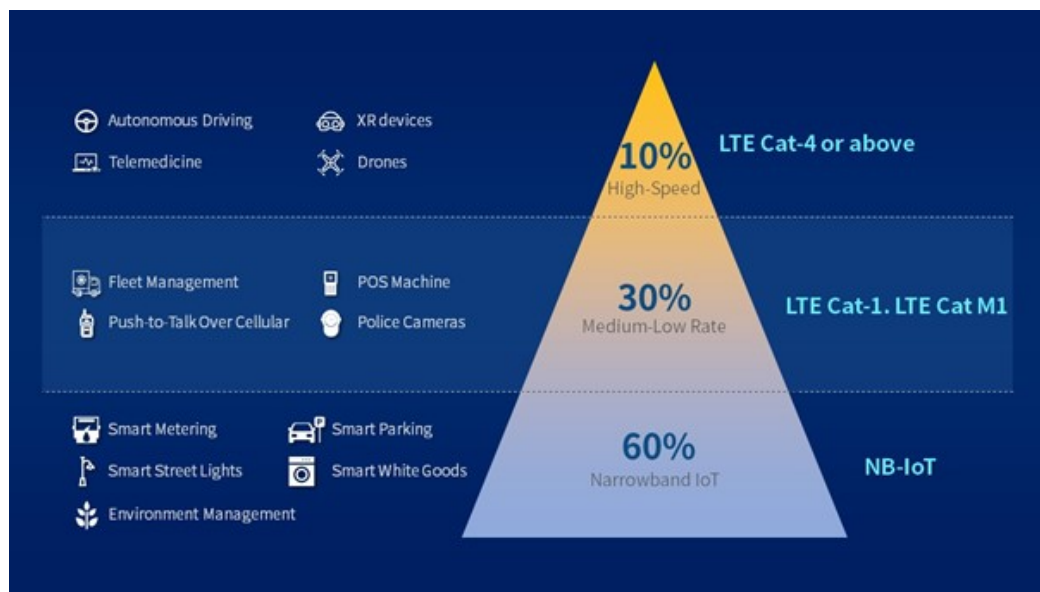 Autonomous Driving
XR devices
Telemedicine
Drones
10%
High-Speed
LTE Cat-4 or above
Fleet Management
POS Machine
Push-to-Talk Over Cellular
Police Cameras
30%
Medium-Low Rate
LTE Cat-1. LTE Cat M1
Smart Metering
P
Smart Parking
Smart Street Lights
Smart White Goods
Environment Management
60%
Narrowband IoT
NB-IoT